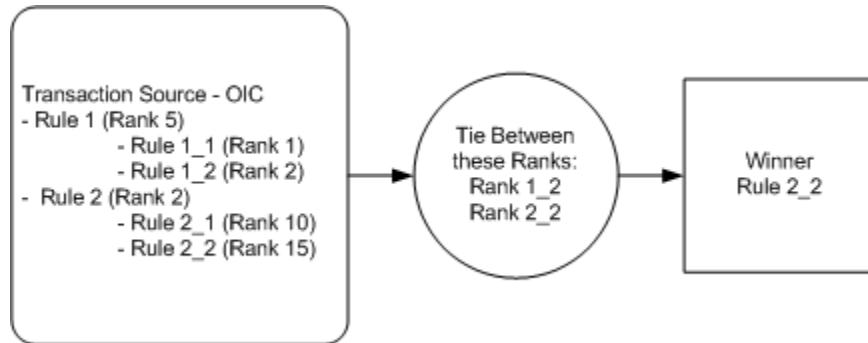 Transaction Source - OIC
- Rule 1 (Rank 5)
- Rule 1_1 (Rank 1)
- Rule 1_2 (Rank 2)
- Rule 2 (Rank 2)
- Rule 2_1 (Rank 10)
- Rule 2_2 (Rank 15)
Tie Between
these Ranks:
Rank 1_2
Rank 2_2
Winner
Rule 2_2